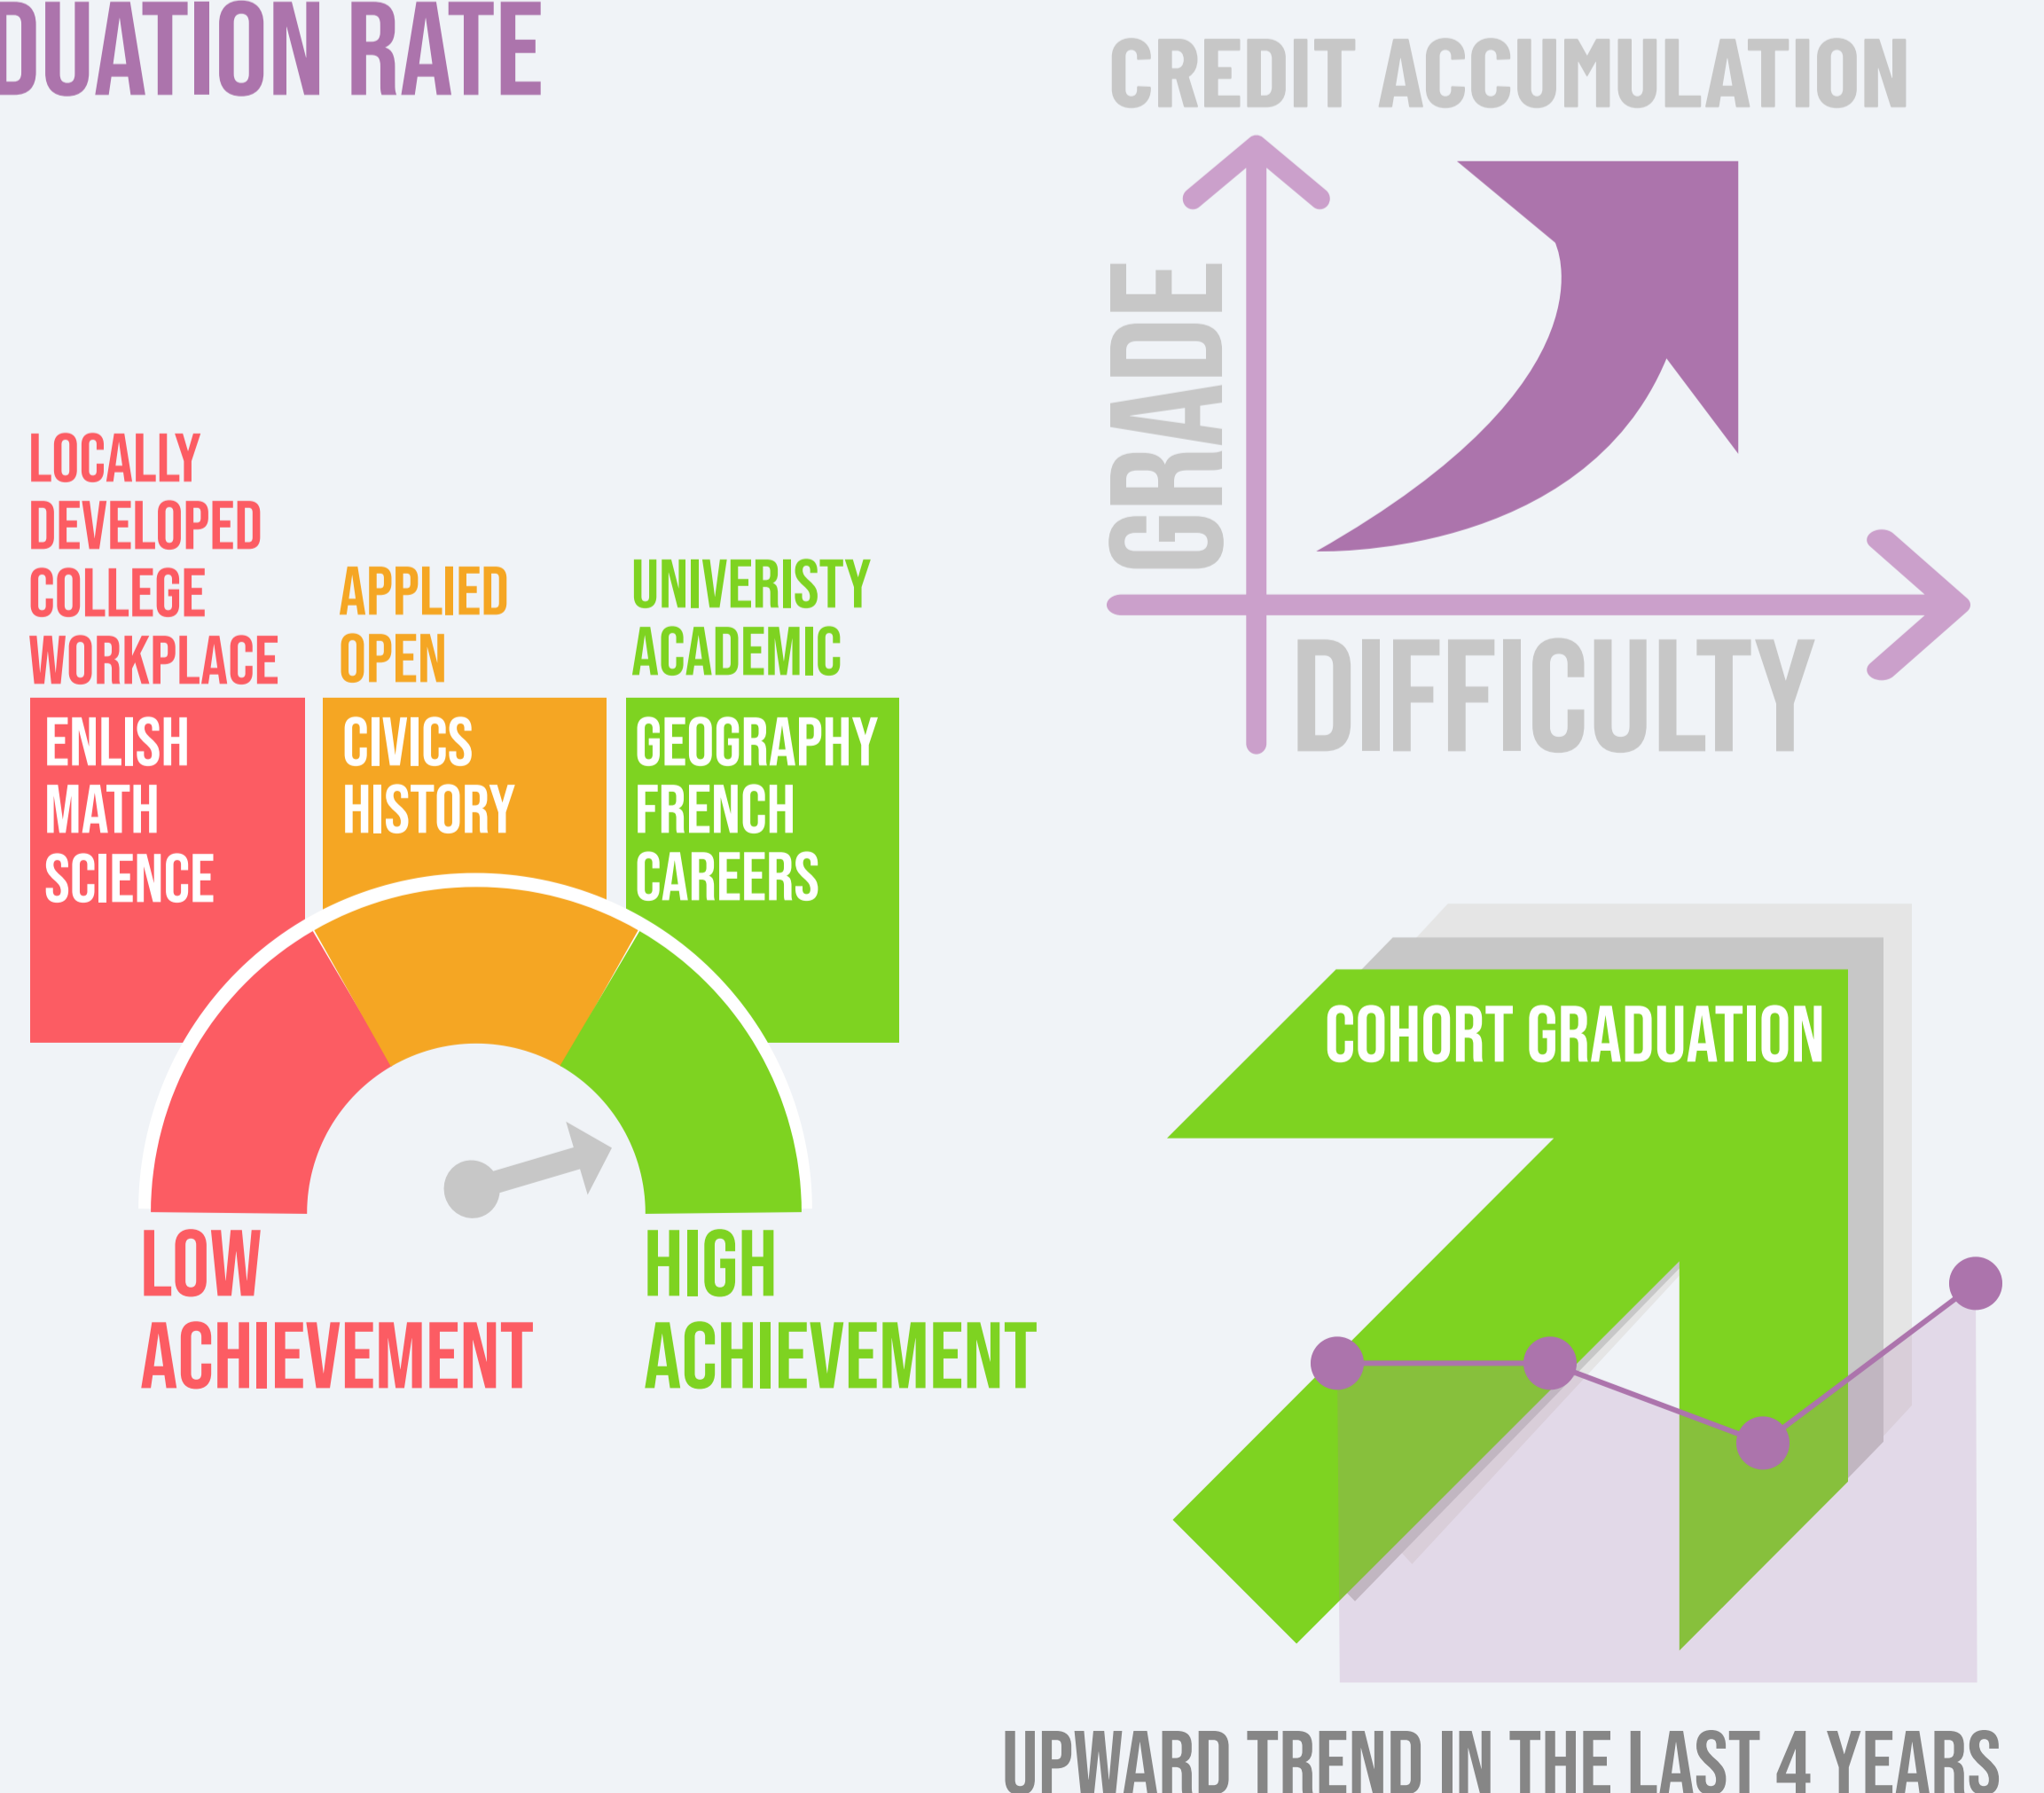 DUATION RATE
CREDIT ACCUMULATION
GRADE
DIFFICULTY
LOCALLY
DEVELOPED
COLLEGE
WORKPLACE
APPLIED
OPEN
UNIVERISTY
ACADEMIC
ENLISH
MATH
SCIENCE
CIVICS
HISTORY
GEOGRAPHY
FRENCH
CAREERS
LOW
ACHIEVEMENT
HIGH
ACHIEVEMENT
COHORT GRADUATION
UPWARD TREND IN THE LAST 4 YEARS